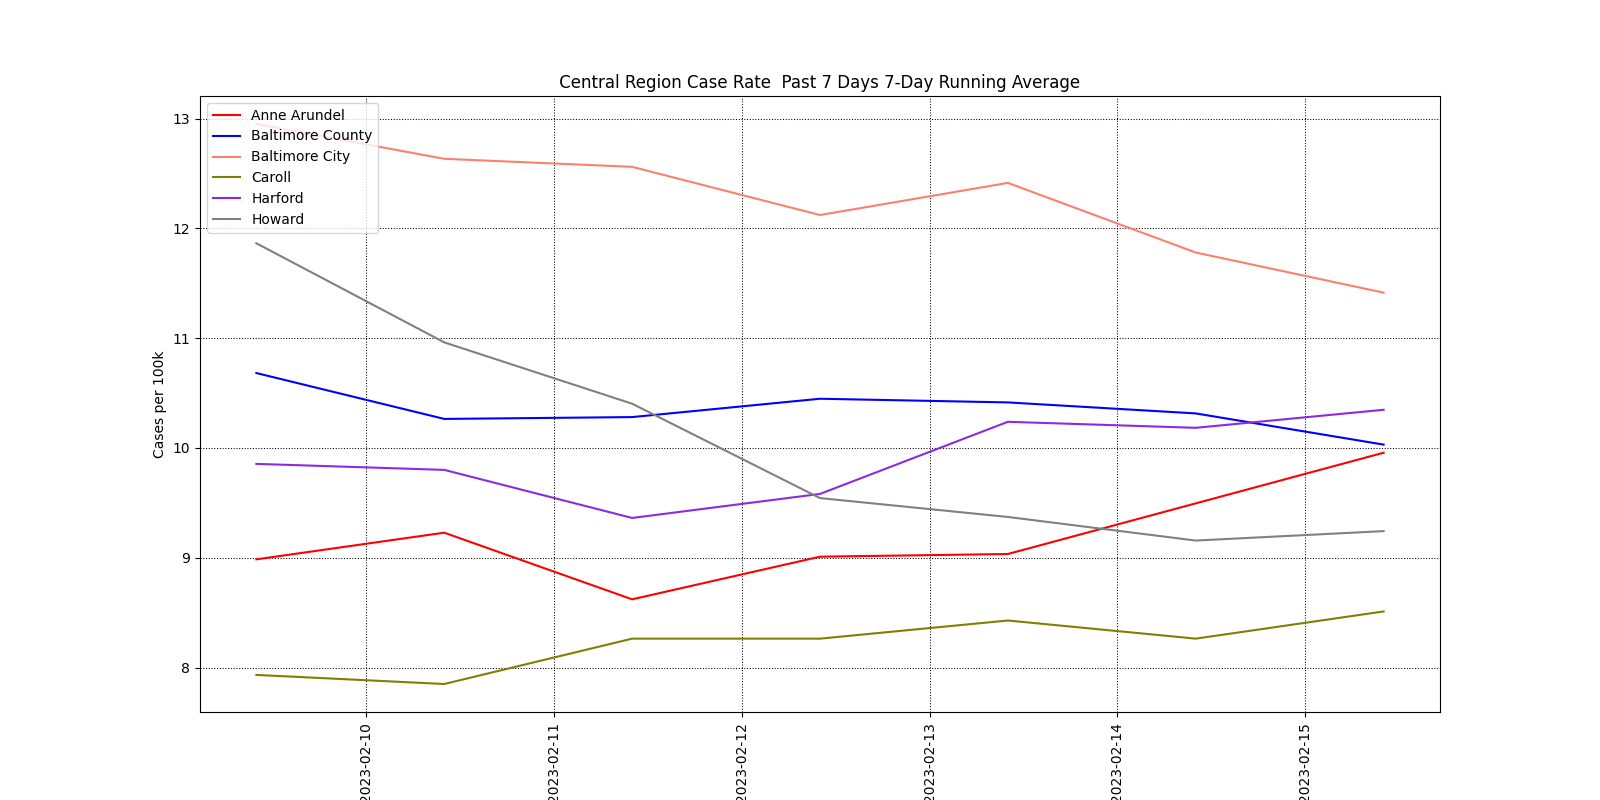 Central Region Case Rate  Past 7 Days 7-Day Running Average
Anne Arundel
Baltimore County
Baltimore City
Caroll
Harford
Howard
Cases per 100k
13
12
11
10
9
8
2023-02-10
2023-02-11
2023-02-12
2023-02-13
2023-02-14
2023-02-15